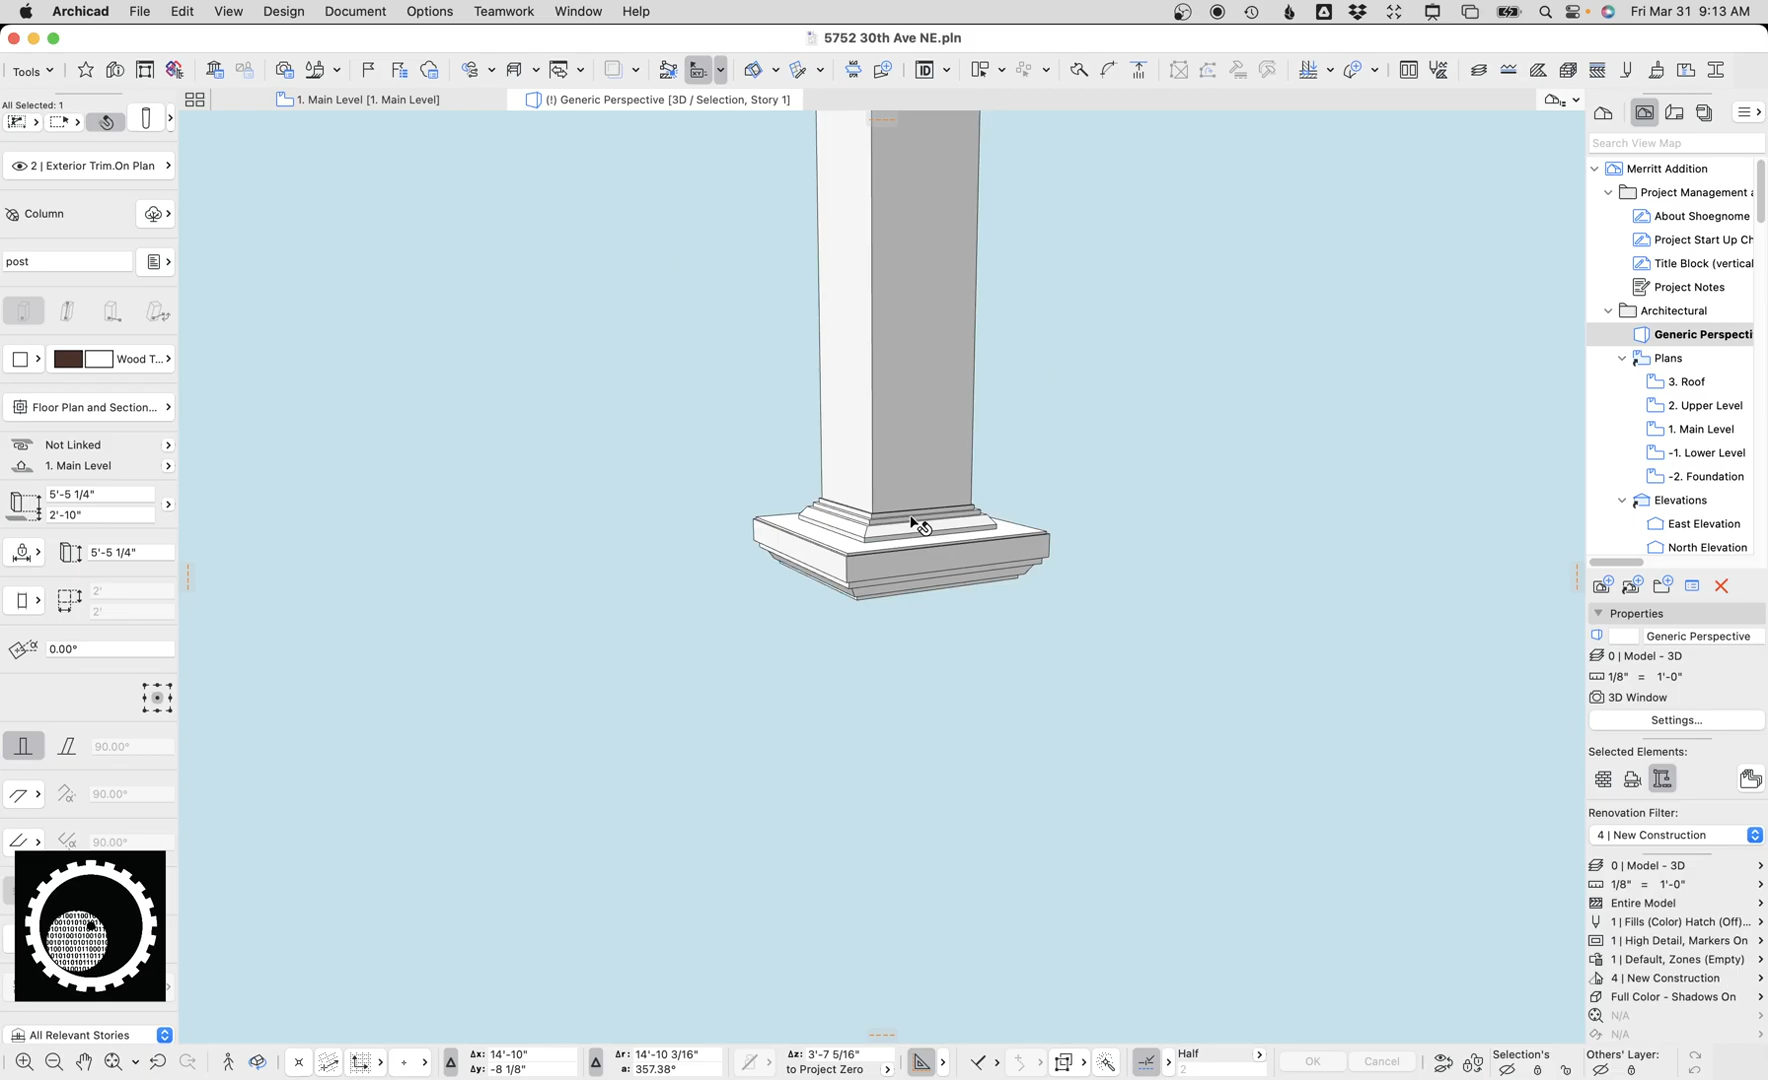 Archicad File Edit View Design Document Options Teamwork Window Help Fri Mar 31 9:13 AM
5752 30th Ave NE.pln
Tools
All Selected: 1
1. Main Level [1. Main Level]
(!) Generic Perspective [3D / Selection, Story 1]
2 | Exterior Trim.On Plan
Column
post
Wood T...
Floor Plan and Section...
Not Linked
1. Main Level
5'-5 1/4"
2'-10"
5'-5 1/4"
2'
2'
0.00°
90.00°
90.00°
90.00°
All Relevant Stories
Search View Map
Merritt Addition
Project Management a
About Shoegnome
Project Start Up Ch
Title Block (vertical
Project Notes
Architectural
Generic Perspecti
Plans
3. Roof
2. Upper Level
1. Main Level
-1. Lower Level
-2. Foundation
Elevations
East Elevation
North Elevation
Properties
Generic Perspective
0 | Model - 3D
1/8" = 1'-0"
3D Window
Settings...
Selected Elements:
Renovation Filter:
4 | New Construction
0 | Model - 3D
1/8" = 1'-0"
Entire Model
1 | Fills (Color) Hatch (Off)...
1 | High Detail, Markers On
1 | Default, Zones (Empty)
4 | New Construction
Full Color - Shadows On
N/A
N/A
Δx: 14'-10"
Δy: -8 1/8"
Δr: 14'-10 3/16"
a: 357.38°
Δz: 3'-7 5/16"
to Project Zero
Half
2
OK
Cancel
Selection's
Others' Layer: